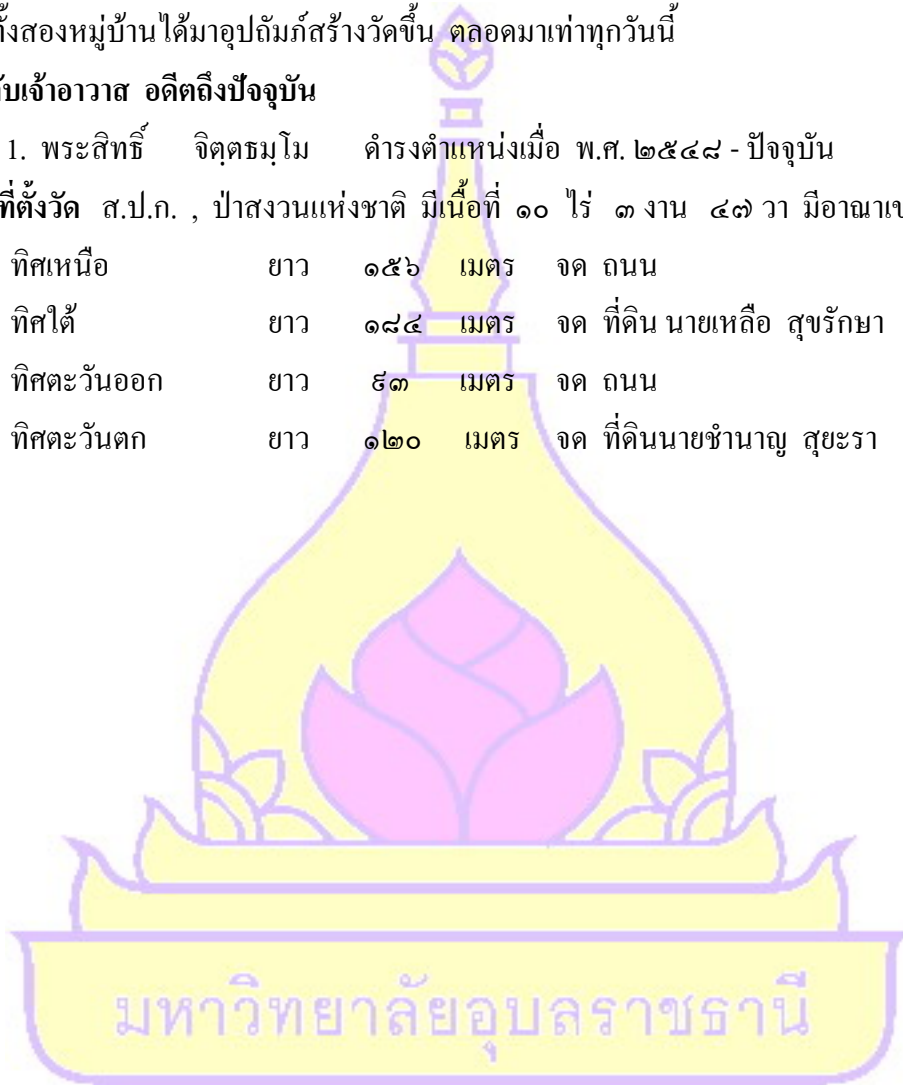 ทั้งสองหมู่บ้านได้มาอุปถัมภ์สร้างวัดขึ้น ตลอดมาเท่าทุกวันนี้
ับเจ้าอาวาส อดีตถึงปัจจุบัน
1. พระสิทธิ์ จิตฺตธมฺโม ดำรงตำแหน่งเมื่อ พ.ศ. ๒๕๔๘ - ปัจจุบัน
ที่ตั้งวัด ส.ป.ก. , ป่าสงวนแห่งชาติ มีเนื้อที่ ๑๐ ไร่ ๓ งาน ๔๗ วา มีอาณาเข
ทิศเหนือ ยาว ๑๕๖ เมตร จด ถนน
ทิศใต้ ยาว ๑๘๔ เมตร จด ที่ดิน นายเหลือ สุขรักษา
ทิศตะวันออก ยาว ๙๓ เมตร จด ถนน
ทิศตะวันตก ยาว ๑๒๐ เมตร จด ที่ดินนายชำนาญ สุยะรา
มหาวิทยาลัยอุบลราชธานี